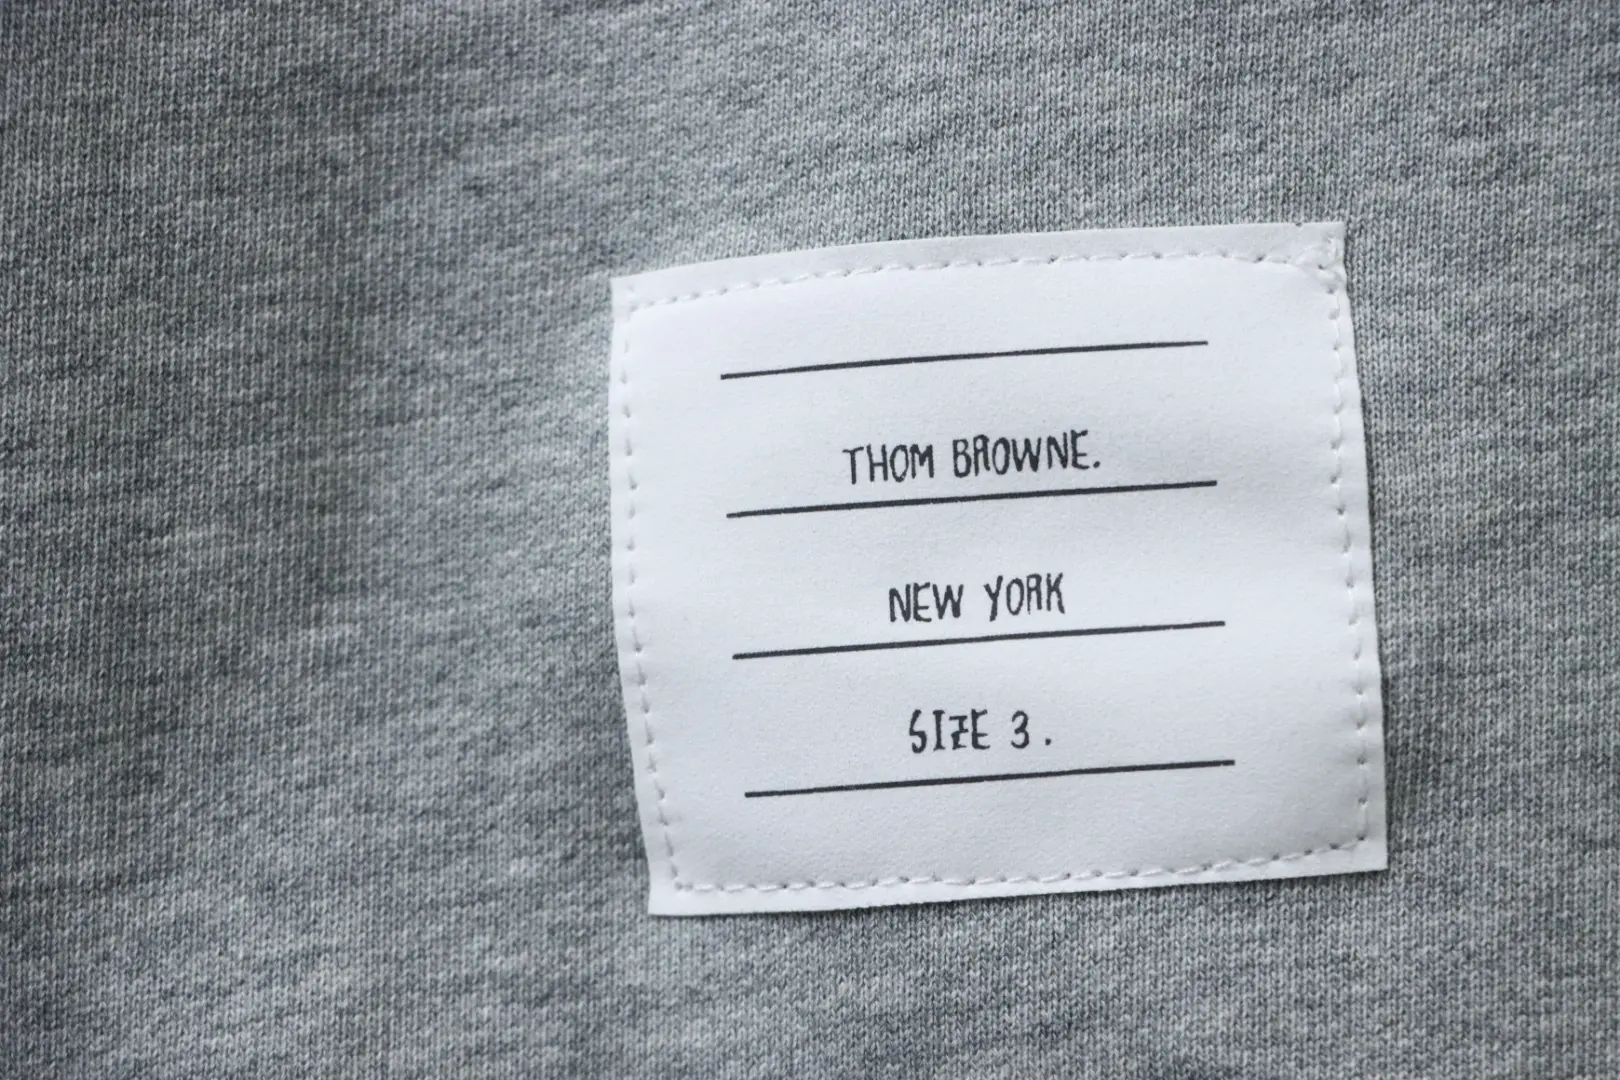 THOM BROWNE.
NEW YORK
SIZE 3.